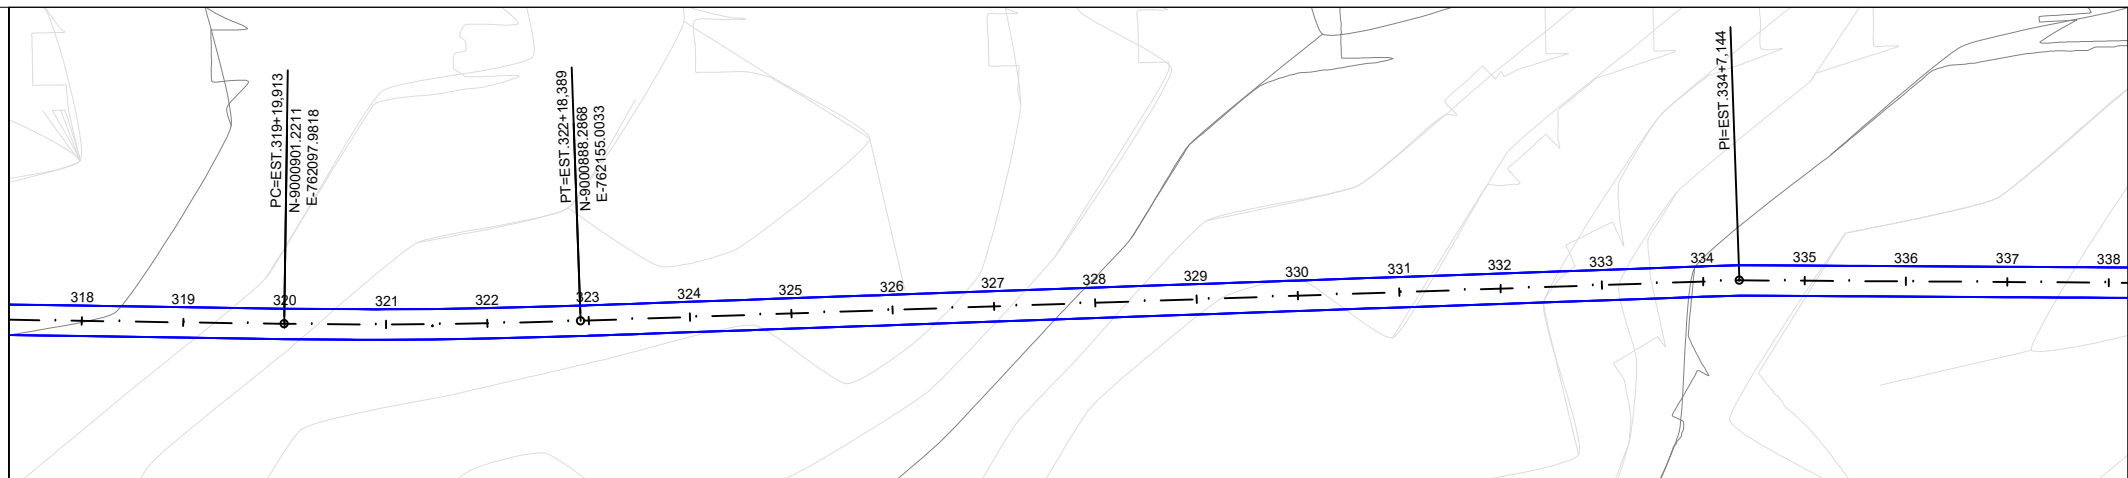 PC=EST.319+19,913
N-9000901.2211
E-762097.9818
PT=EST.322+18,389
N-9000888.2868
E-762155.0033
PI=EST.334+7,144
318 319 320 321 322 323 324 325 326 327 328 329 330 331 332 333 334 335 336 337 338